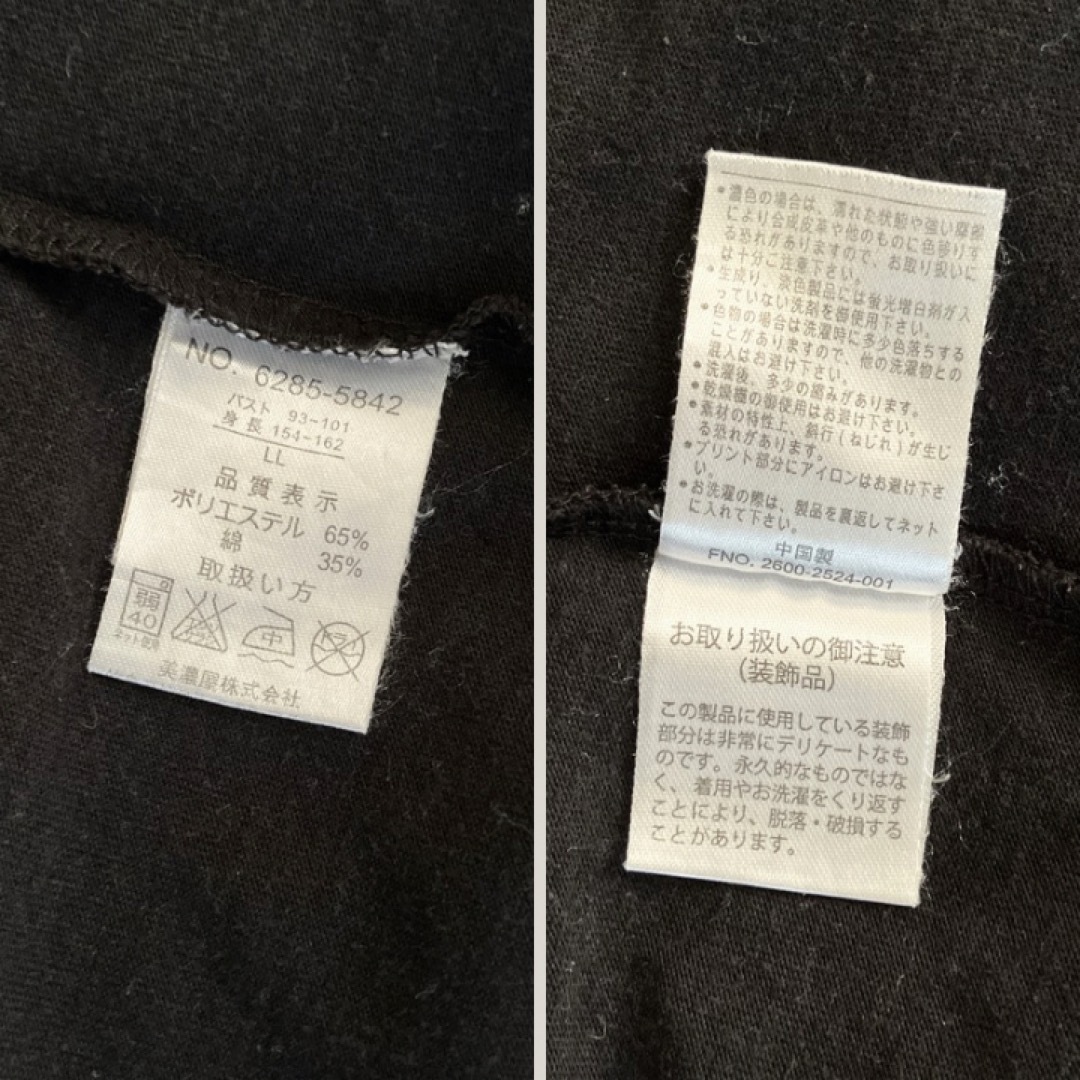 NO. 6285-5842
バスト 93-101
身長 154-162
LL
品質表示
ポリエステル 65%
綿 35%
取扱い方
弱
40
ネット使用
エンソサラシ
中
ドライ
美濃屋株式会社
●濃色の場合は、濡れた状態や強い摩擦
により合成皮革や他のものに色移りす
る恐れがありますので、お取り扱いに
は十分ご注意下さい。
●生成り、淡色製品には蛍光増白剤が入
っていない洗剤を御使用下さい。
●色物の場合は洗濯時に多少色落ちする
ことがありますので、他の洗濯物との
混入はお避け下さい。
●洗濯後、多少の縮みがあります。
●乾燥機の御使用はお避け下さい。
●素材の特性上、斜行(ねじれ)が生じ
る恐れがあります。
●プリント部分にアイロンはお避け下さ
い。
●お洗濯の際は、製品を裏返してネット
に入れて下さい。
中国製
FNO. 2600-2524-001
お取り扱いの御注意
(装飾品)
この製品に使用している装飾
部分は非常にデリケートなも
のです。永久的なものではな
く、着用やお洗濯をくり返す
ことにより、脱落・破損する
ことがあります。